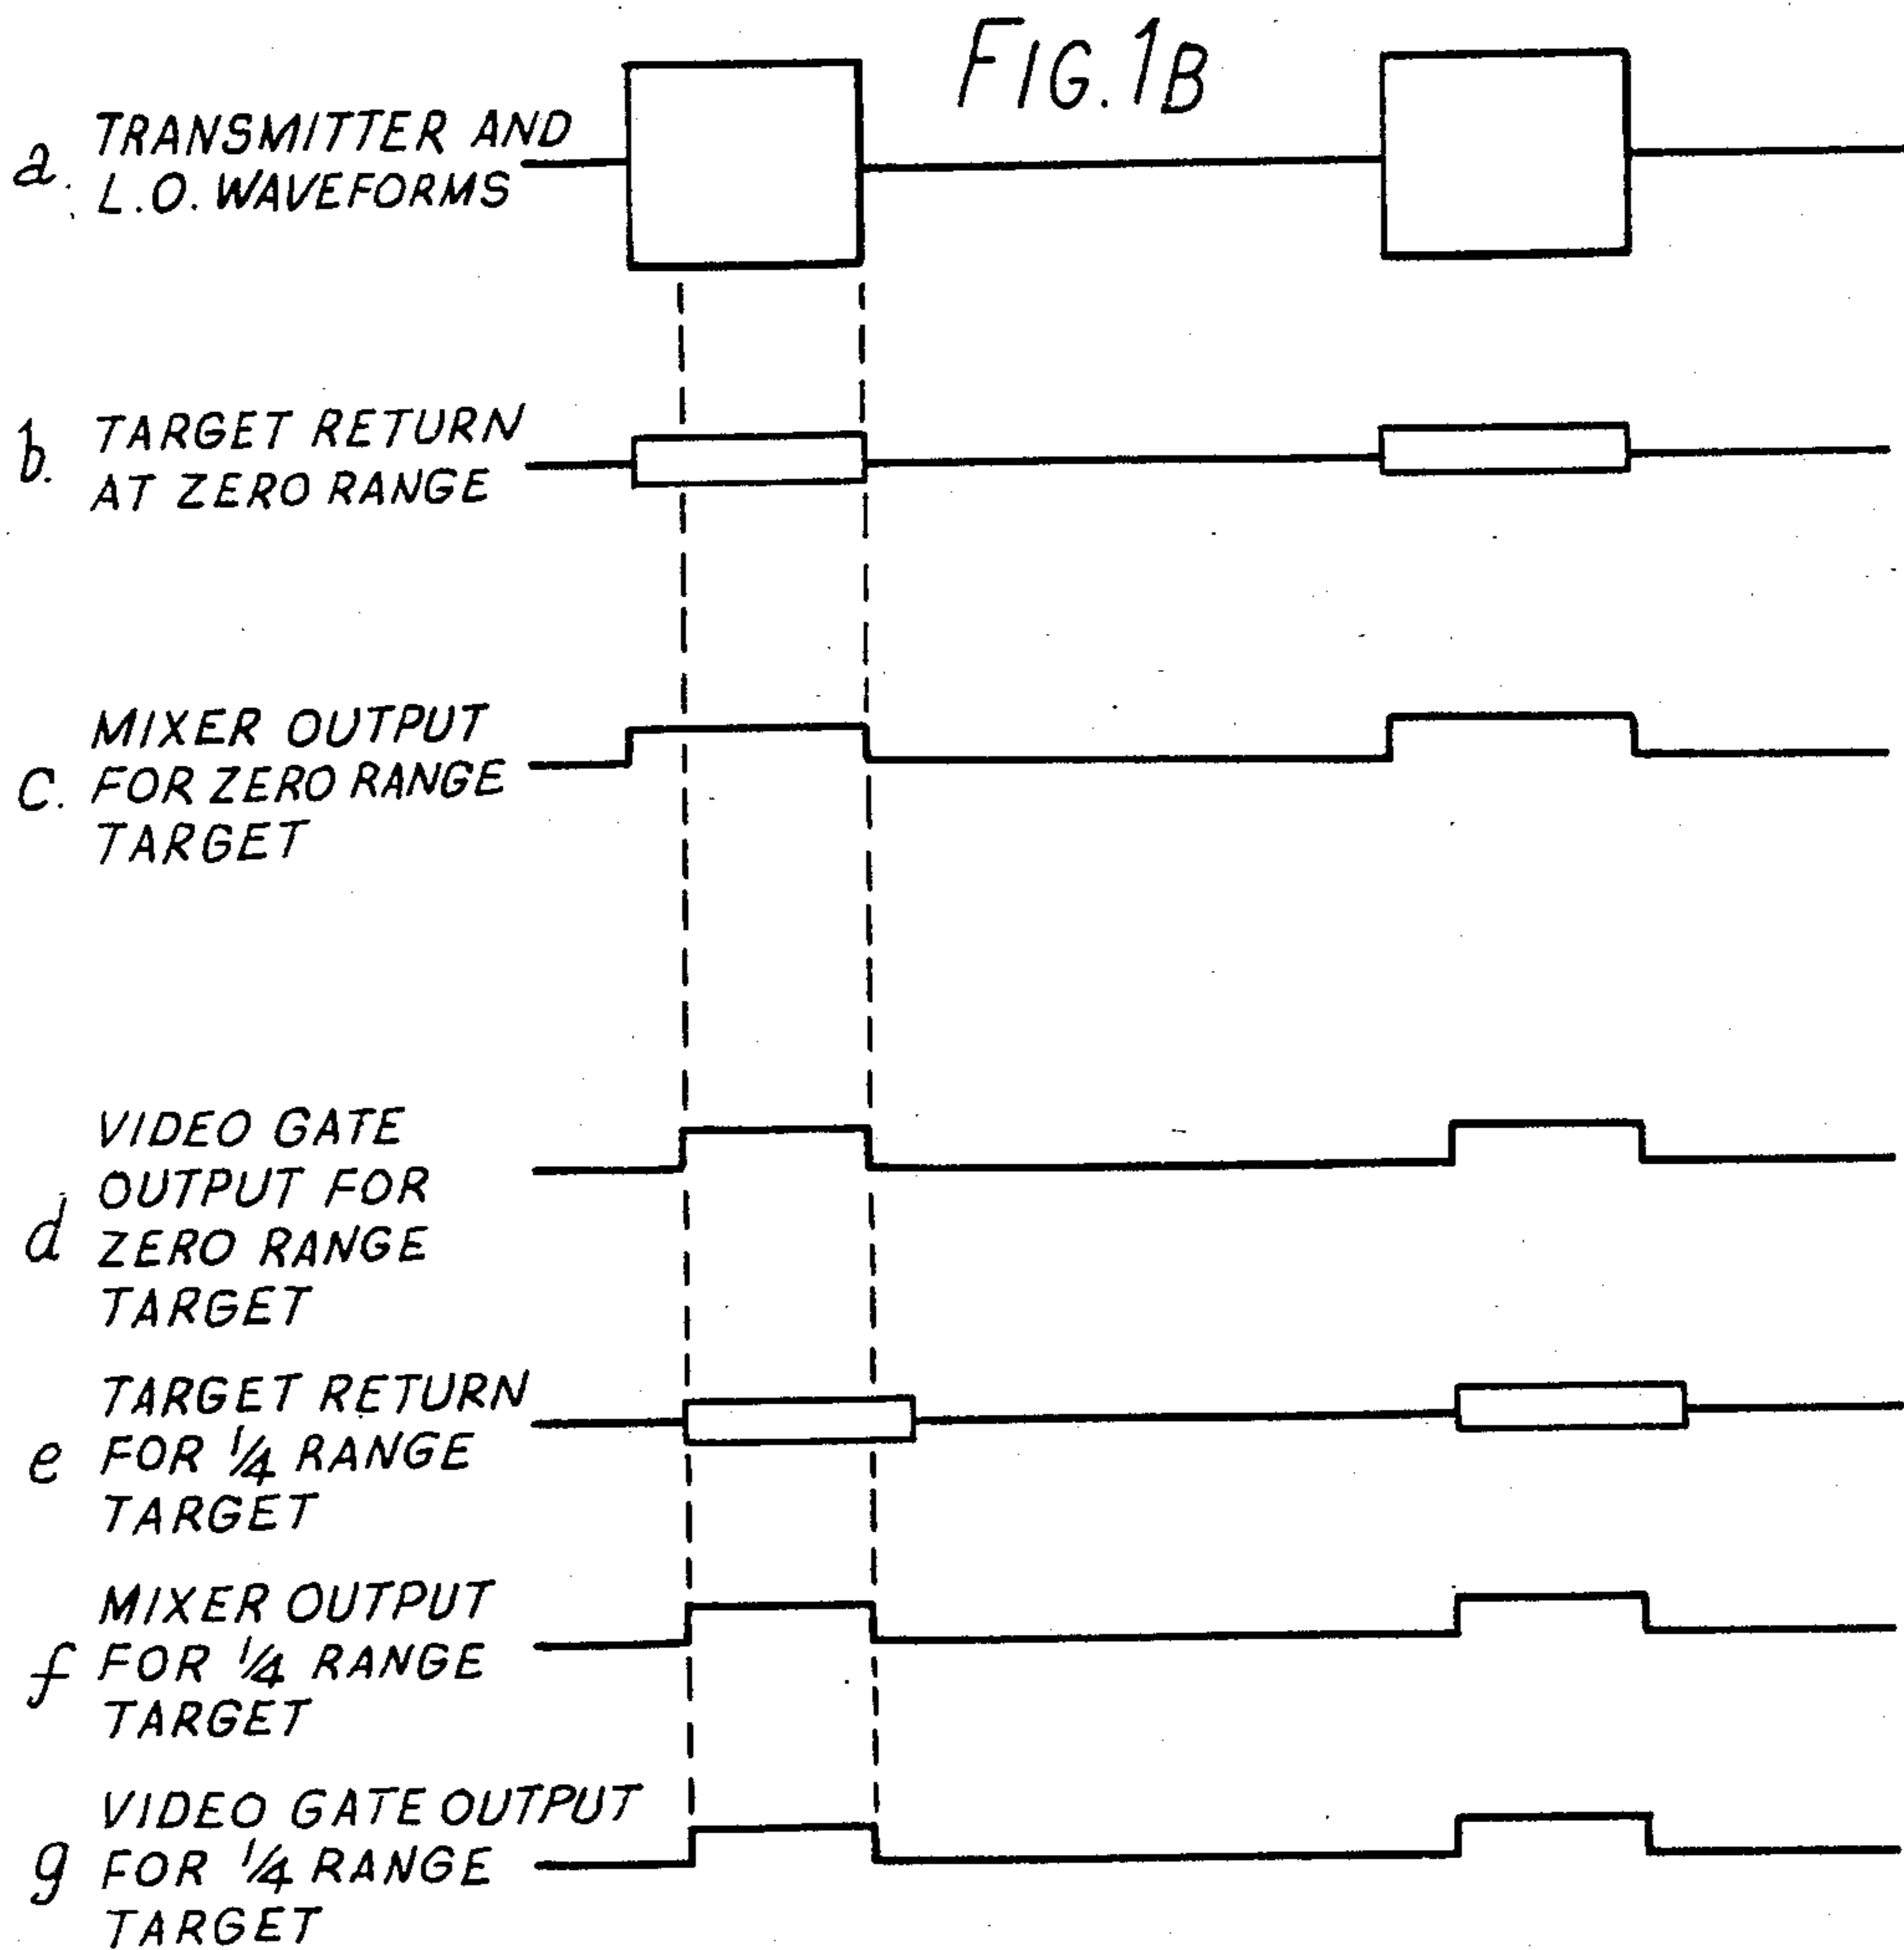 FIG. 1B
a. TRANSMITTER AND
L.O. WAVEFORMS
b. TARGET RETURN
AT ZERO RANGE
MIXER OUTPUT
c. FOR ZERO RANGE
TARGET
VIDEO GATE
OUTPUT FOR
d ZERO RANGE
TARGET
TARGET RETURN
e FOR 1/4 RANGE
TARGET
MIXER OUTPUT
f FOR 1/4 RANGE
TARGET
VIDEO GATE OUTPUT
g FOR 1/4 RANGE
TARGET